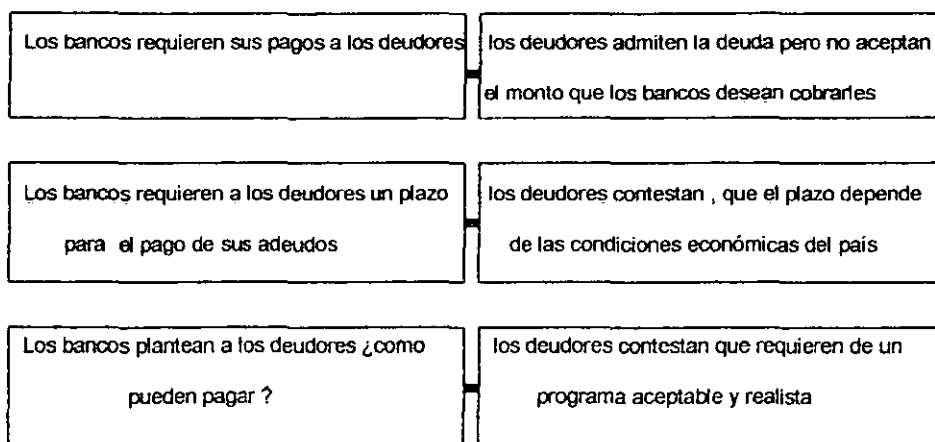 Los bancos requieren sus pagos a los deudores
los deudores admiten la deuda pero no aceptan
el monto que los bancos desean cobrarles
Los bancos requieren a los deudores un plazo
para el pago de sus adeudos
los deudores contestan , que el plazo depende
de las condiciones económicas del país
Los bancos plantean a los deudores ¿como
pueden pagar ?
los deudores contestan que requieren de un
programa aceptable y realista